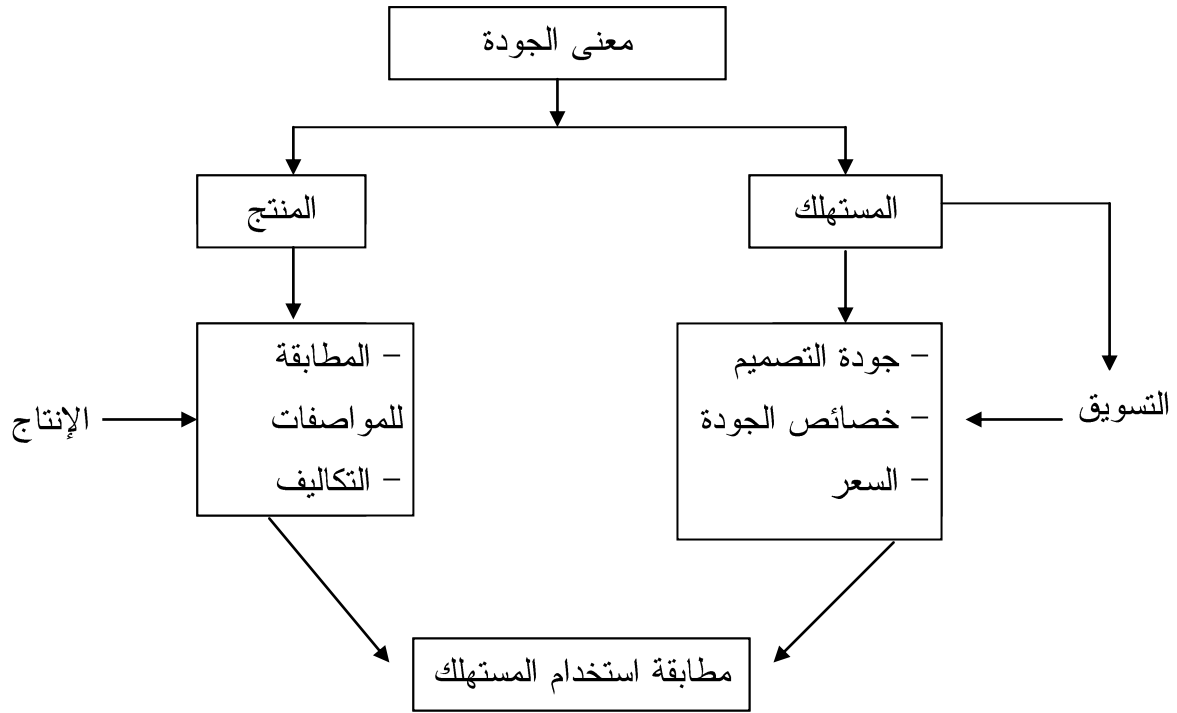 معنى الجودة
المستهلك
المنتج
– جودة التصميم
– خصائص الجودة
– السعر
التسويق
– المطابقة
للمواصفات
– التكاليف
الإنتاج
مطابقة استخدام المستهلك